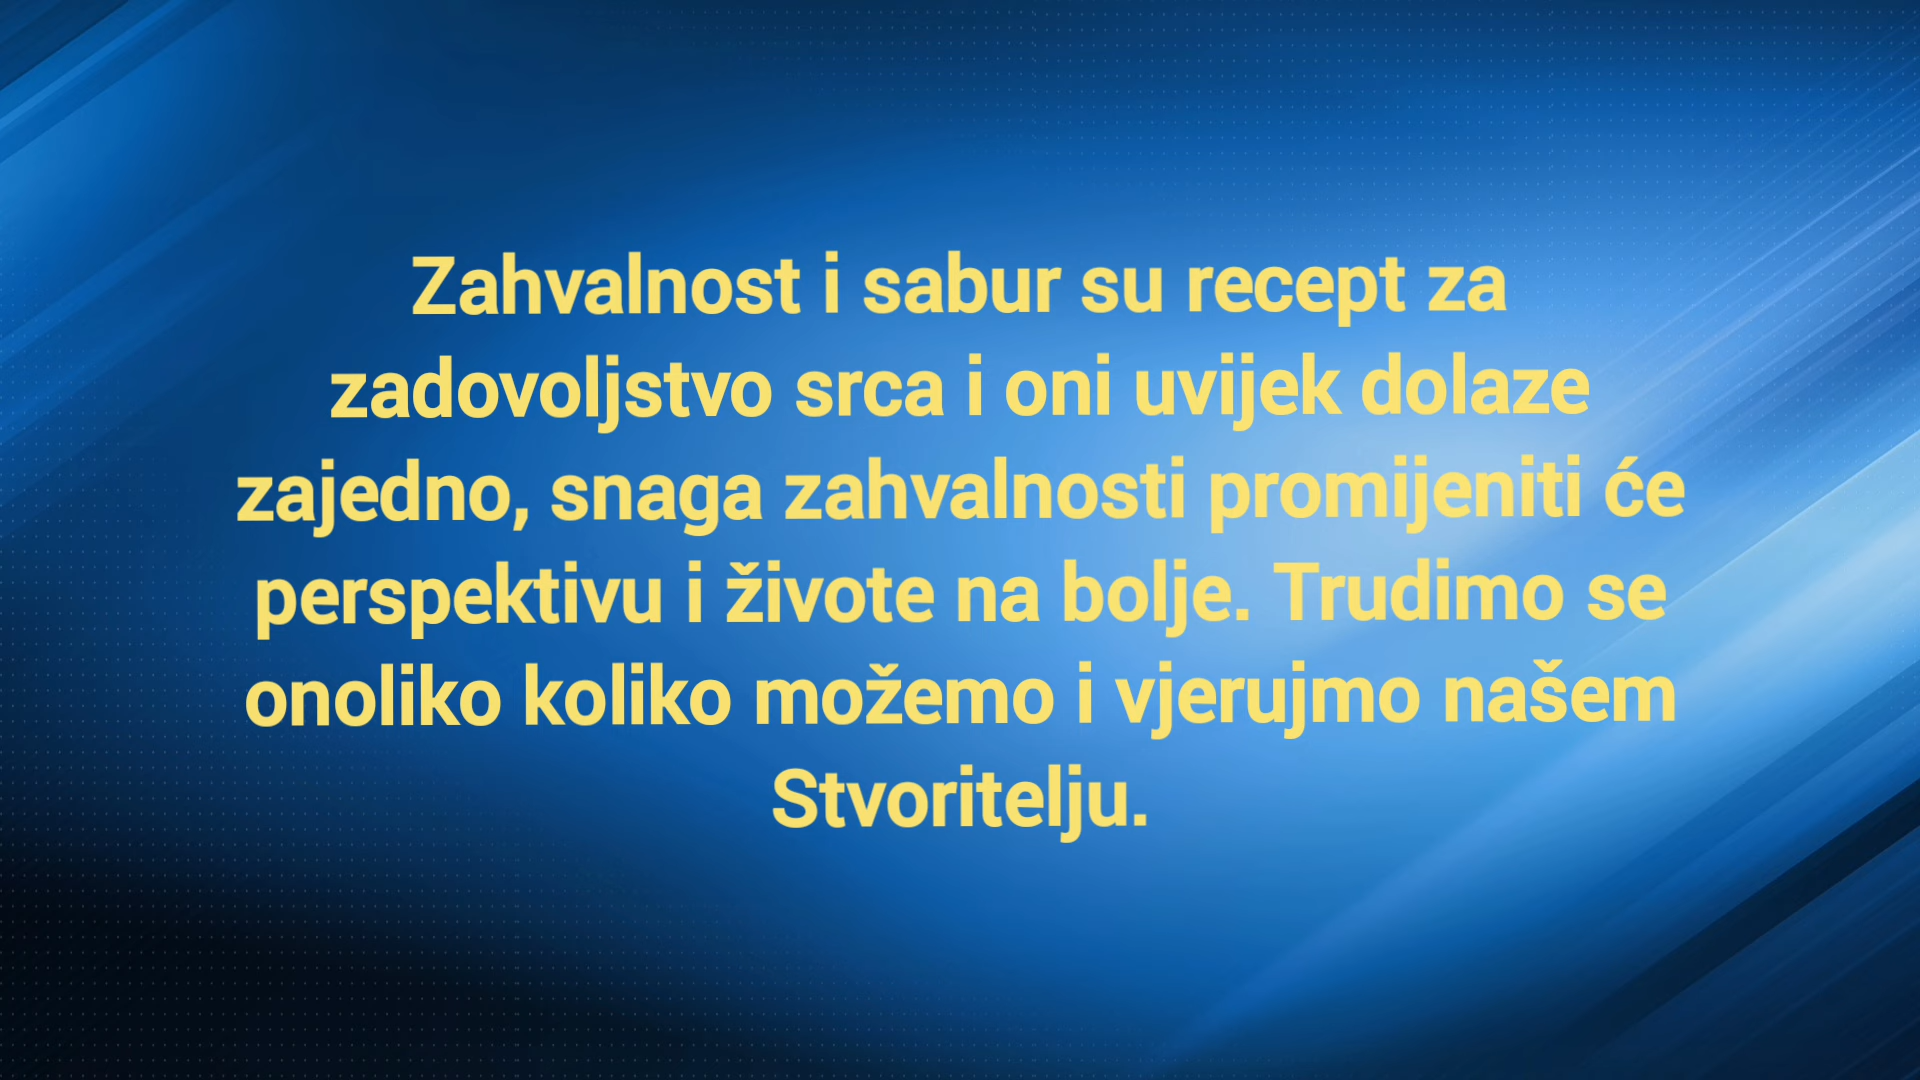 Zahvalnost i sabur su recept za
zadovoljstvo srca i oni uvijek dolaze
zajedno, snaga zahvalnosti promijeniti će
perspektivu i živote na bolje. Trudimo se
onoliko koliko možemo i vjerujmo našem
Stvoritelju.